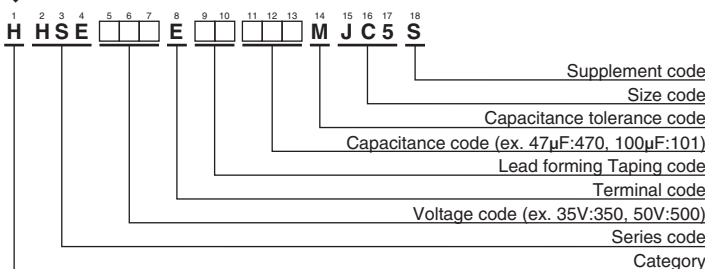 1 2 3 4 5 6 7 8 9 10 11 12 13 14 15 16 17 18
H HSE □□□ E □□ □□□ M JC5 S
Supplement code
Size code
Capacitance tolerance code
Capacitance code (ex. 47µF:470, 100µF:101)
Lead forming Taping code
Terminal code
Voltage code (ex. 35V:350, 50V:500)
Series code
Category